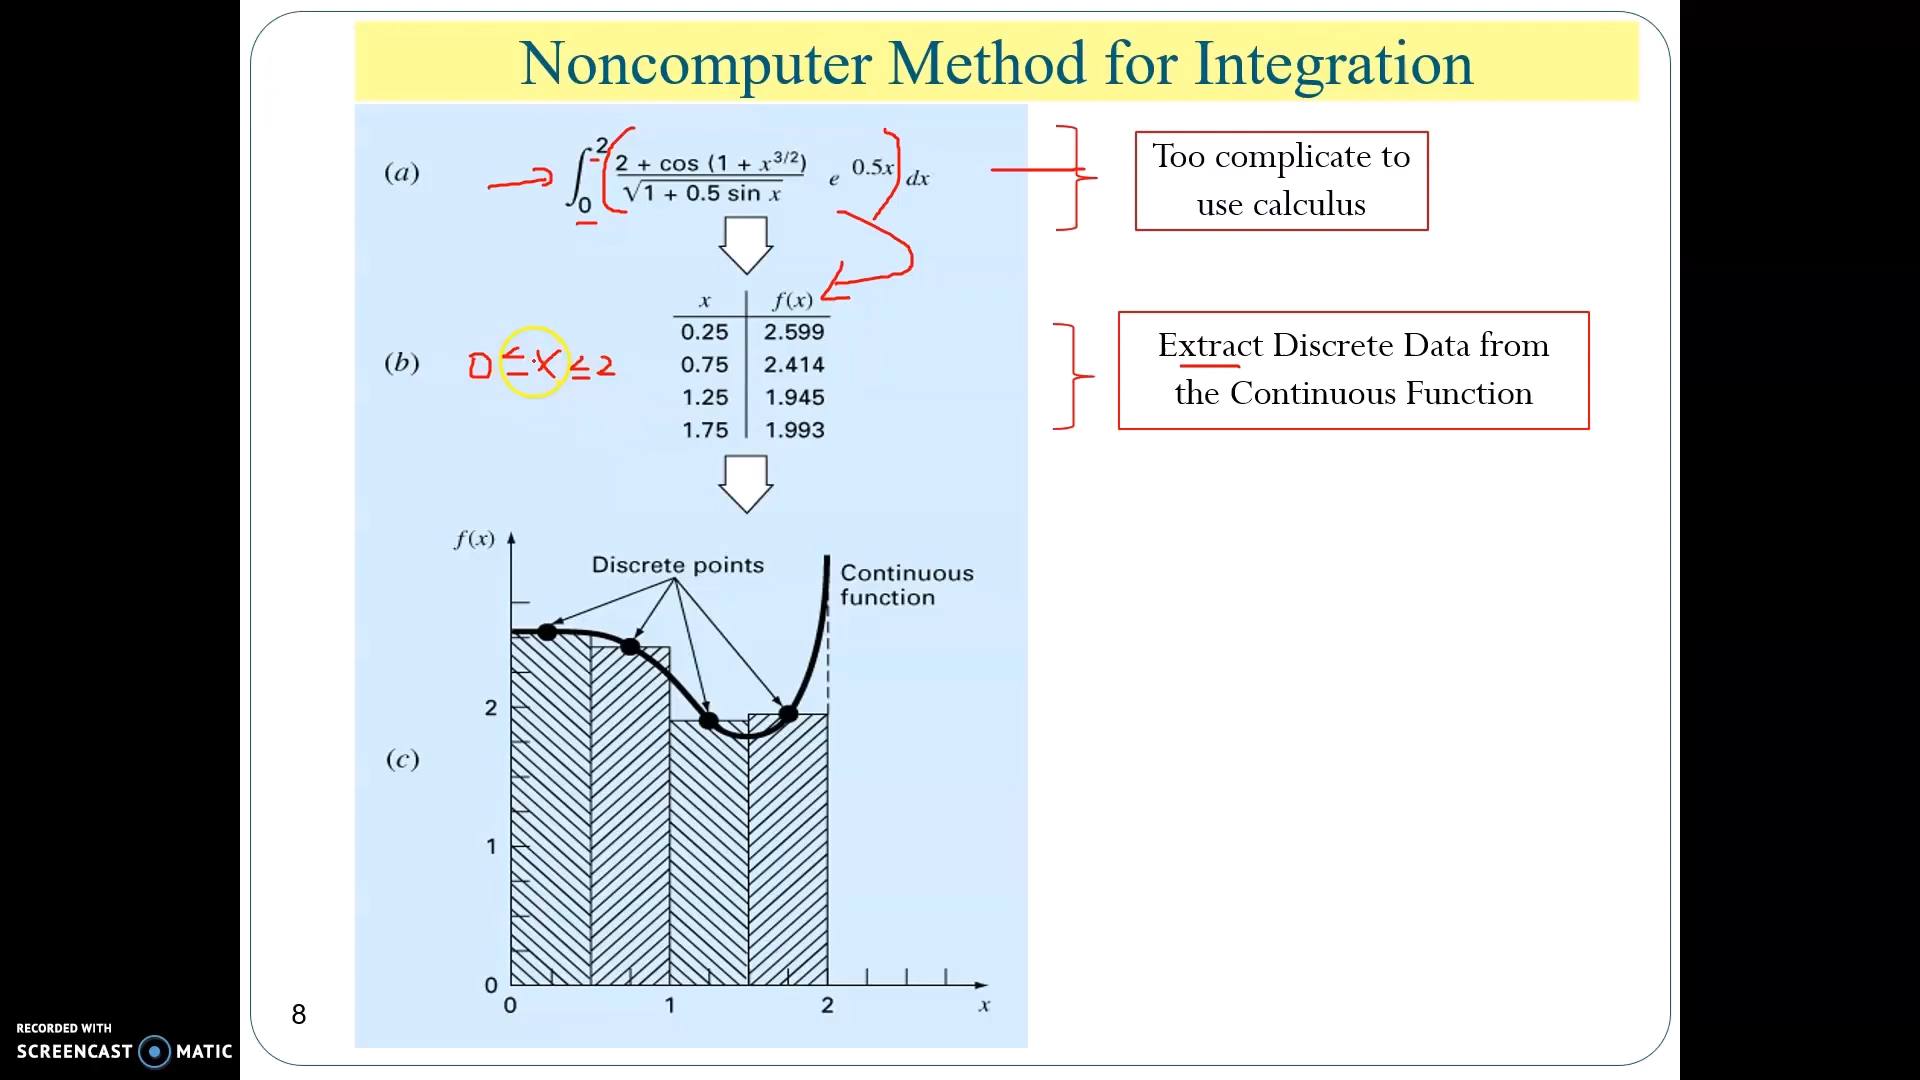 Noncomputer Method for Integration
(a)
∫₀² (2 + cos (1 + x^3/2) / √1 + 0.5 sin x) e^0.5x dx
Too complicate to
use calculus
x f(x)
0.25 2.599
0.75 2.414
1.25 1.945
1.75 1.993
(b) 0 ≤ x ≤ 2
Extract Discrete Data from
the Continuous Function
f(x)
Discrete points
Continuous
function
2
(c)
1
0
0 1 2 x
8
RECORDED WITH
SCREENCAST MATIC